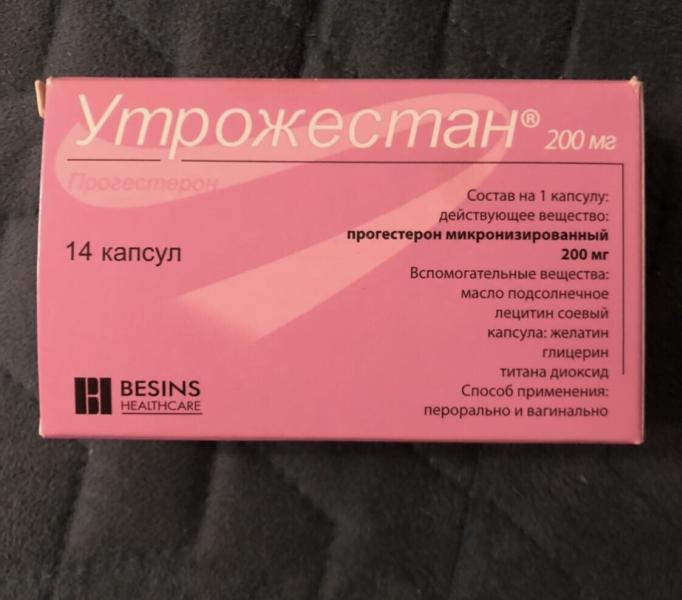 Утрожестан® 200 мг
Прогестерон
14 капсул
Состав на 1 капсулу:
действующее вещество:
прогестерон микронизированный
200 мг
Вспомогательные вещества:
масло подсолнечное
лецитин соевый
капсула: желатин
глицерин
титана диоксид
Способ применения:
перорально и вагинально
BESINS
HEALTHCARE